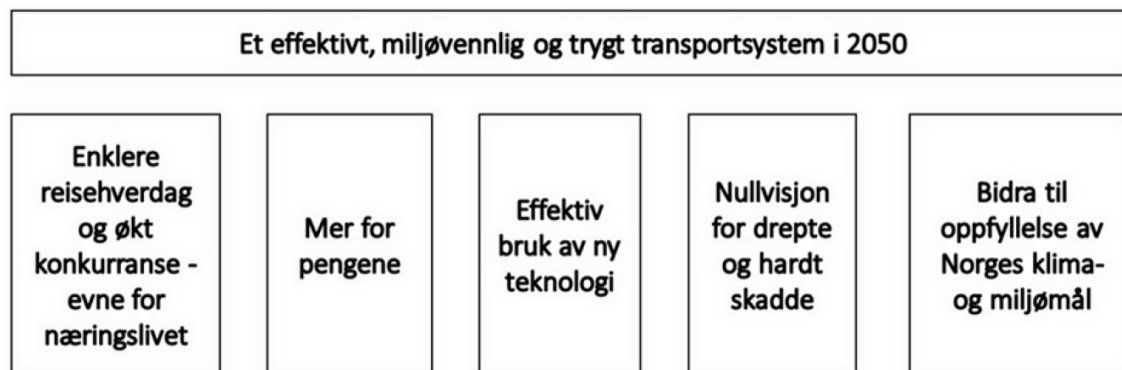 Et effektivt, miljøvennlig og trygt transportsystem i 2050
Enklere
reisehverdag
og økt
konkurranse -
evne for
næringslivet
Mer for
pengene
Effektiv
bruk av ny
teknologi
Nullvisjon
for drepte
og hardt
skadde
Bidra til
oppfyllelse av
Norges klima-
og miljømål